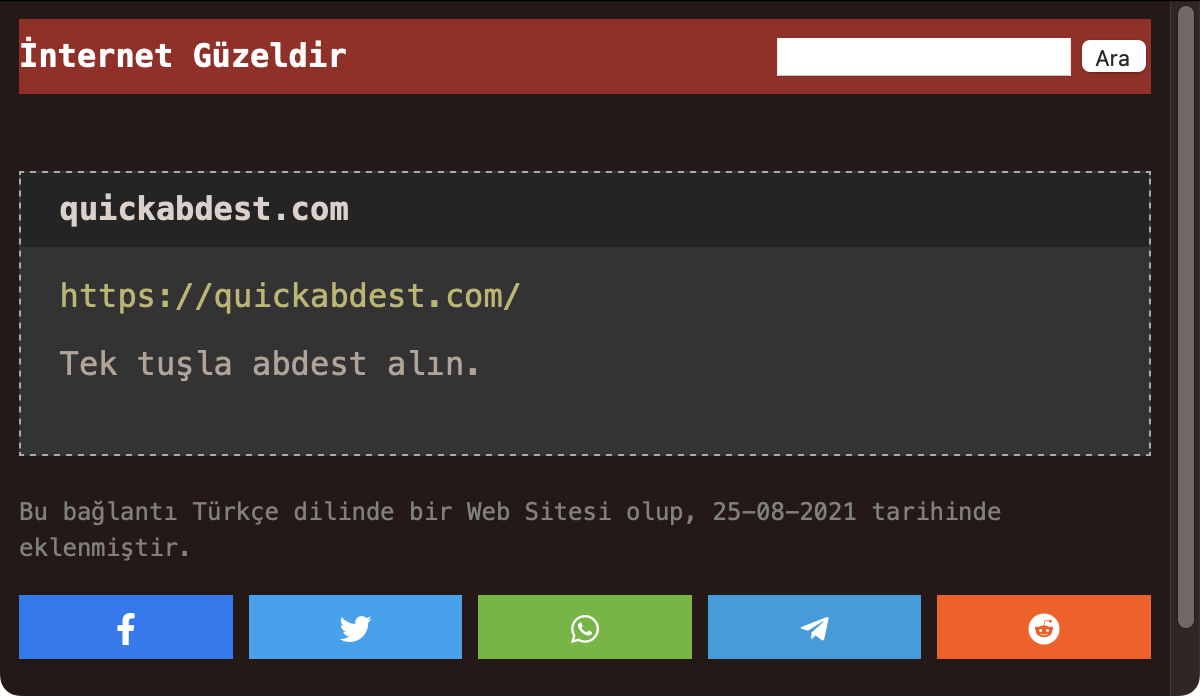 İnternet Güzeldir
Ara
quickabdest.com
https://quickabdest.com/
Tek tuşla abdest alın.
Bu bağlantı Türkçe dilinde bir Web Sitesi olup, 25-08-2021 tarihinde
eklenmiştir.